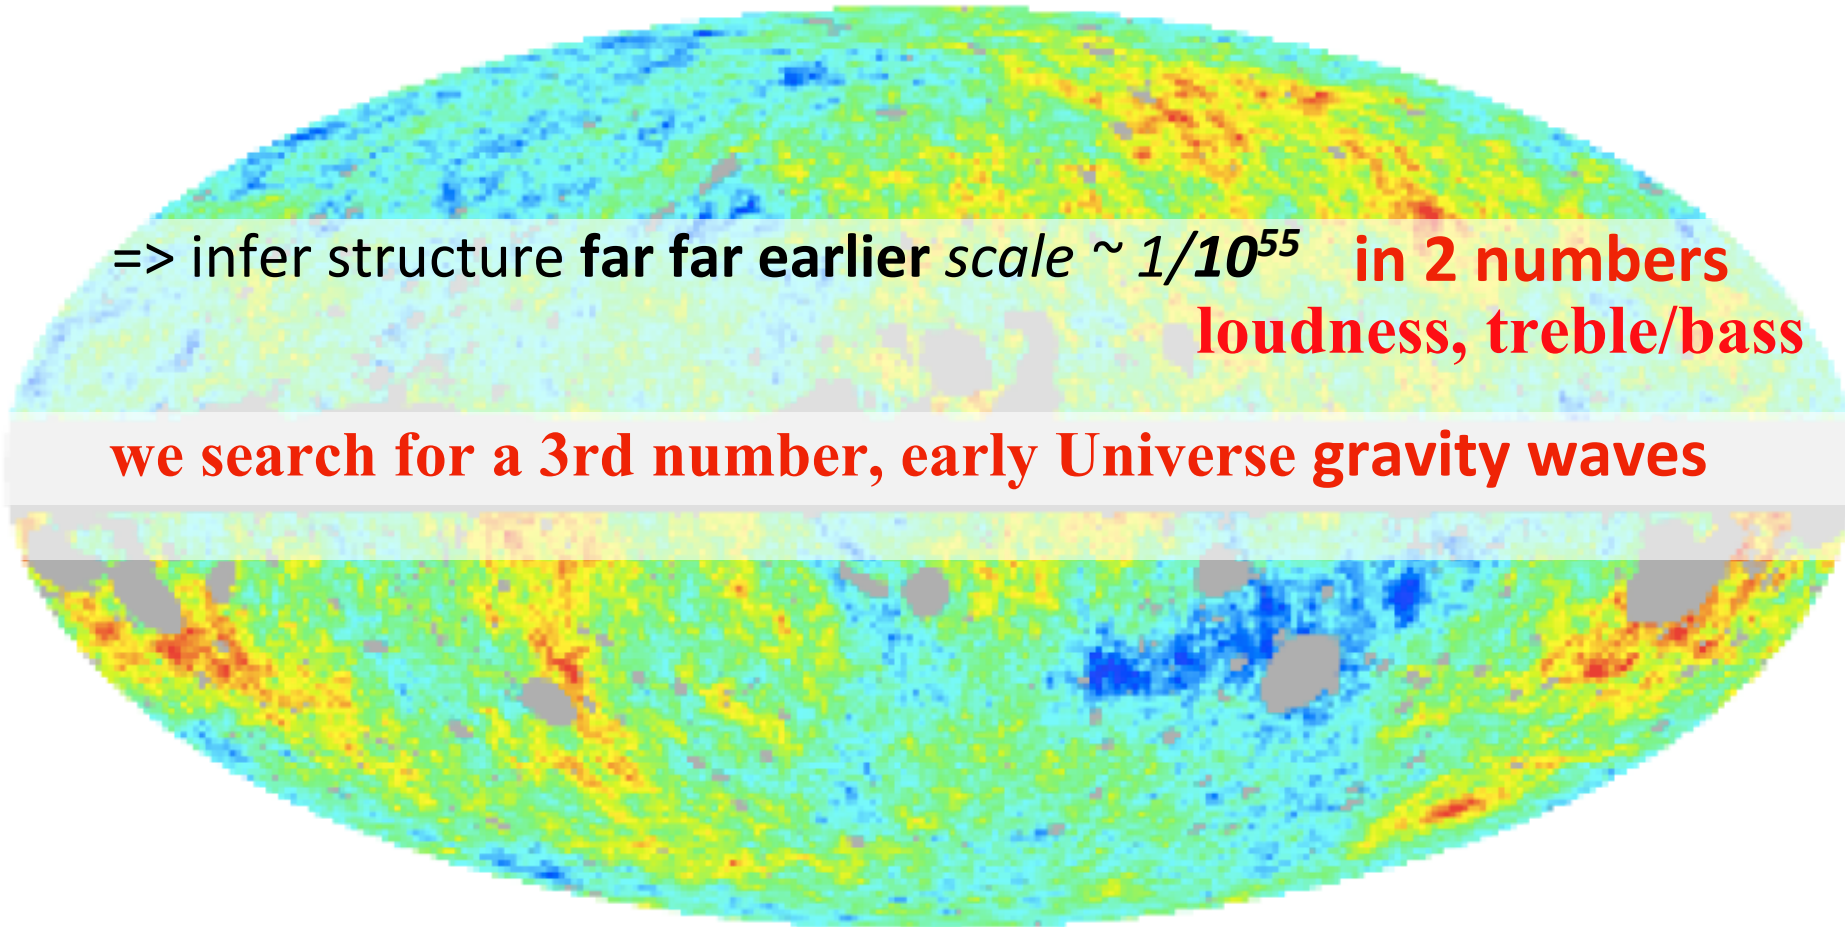 => infer structure far far earlier scale ~ 1/10⁵⁵ in 2 numbers
loudness, treble/bass
we search for a 3rd number, early Universe gravity waves